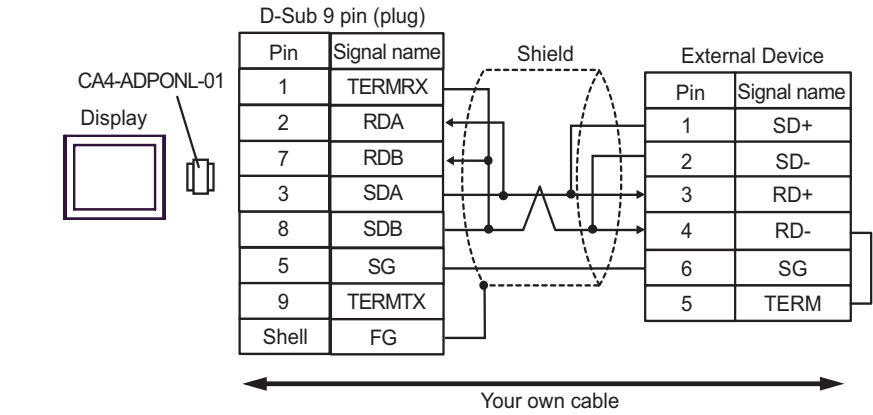 D-Sub 9 pin (plug)
Pin Signal name
Shield
External Device
CA4-ADPONL-01
1 TERMRX
Pin Signal name
Display
2 RDA
1 SD+
7 RDB
2 SD-
3 SDA
3 RD+
8 SDB
4 RD-
5 SG
6 SG
9 TERMTX
5 TERM
Shell FG
Your own cable